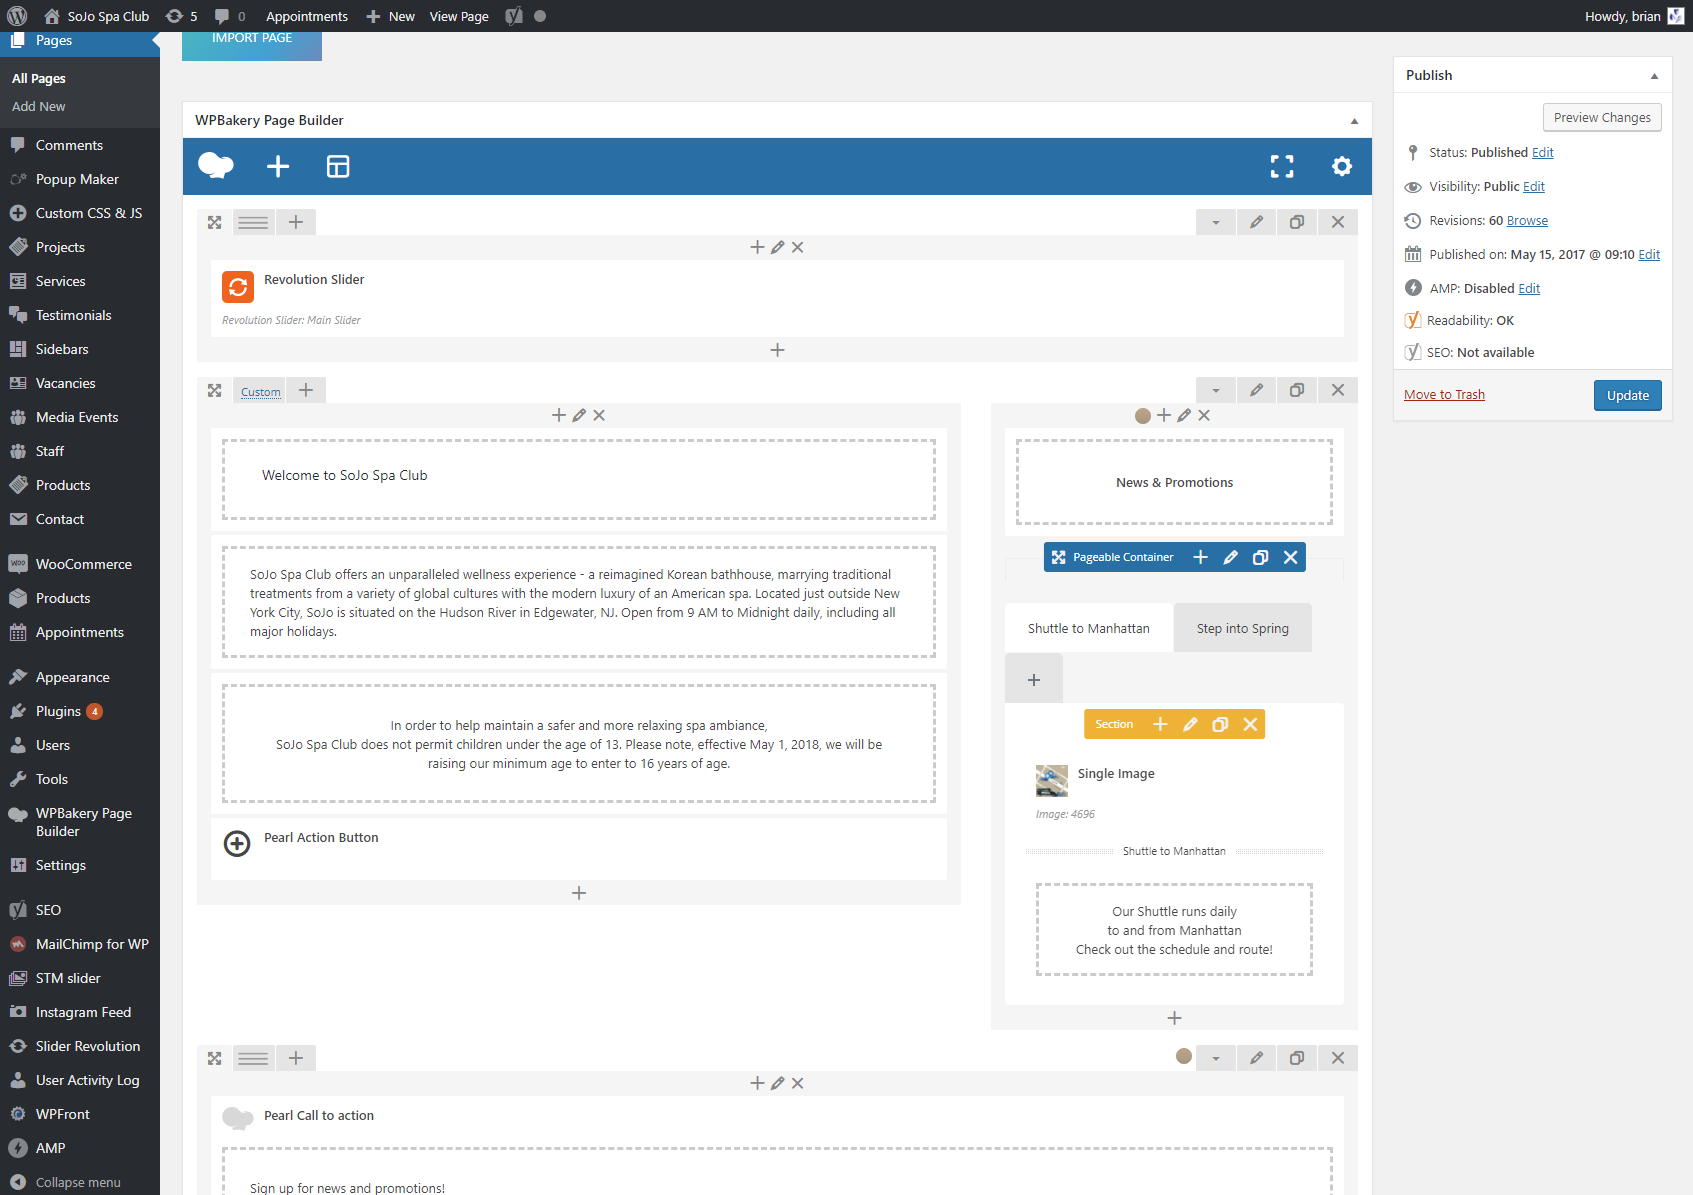 SoJo Spa Club
5
0
Appointments
New
View Page
Howdy, brian
Pages
All Pages
Add New
Comments
Popup Maker
Custom CSS & JS
Projects
Services
Testimonials
Sidebars
Vacancies
Media Events
Staff
Products
Contact
WooCommerce
Products
Appointments
Appearance
Plugins 4
Users
Tools
WPBakery Page
Builder
Settings
SEO
MailChimp for WP
STM slider
Instagram Feed
Slider Revolution
User Activity Log
WPFront
AMP
Collapse menu
IMPORT PAGE
WPBakery Page Builder
Revolution Slider
Revolution Slider: Main Slider
Custom
Welcome to SoJo Spa Club
SoJo Spa Club offers an unparalleled wellness experience - a reimagined Korean bathhouse, marrying traditional
treatments from a variety of global cultures with the modern luxury of an American spa. Located just outside New
York City, SoJo is situated on the Hudson River in Edgewater, NJ. Open from 9 AM to Midnight daily, including all
major holidays.
In order to help maintain a safer and more relaxing spa ambiance,
SoJo Spa Club does not permit children under the age of 13. Please note, effective May 1, 2018, we will be
raising our minimum age to enter to 16 years of age.
Pearl Action Button
News & Promotions
Pageable Container
Shuttle to Manhattan
Step into Spring
Section
Single Image
Image: 4696
Shuttle to Manhattan
Our Shuttle runs daily
to and from Manhattan
Check out the schedule and route!
Pearl Call to action
Sign up for news and promotions!
Publish
Preview Changes
Status: Published Edit
Visibility: Public Edit
Revisions: 60 Browse
Published on: May 15, 2017 @ 09:10 Edit
AMP: Disabled Edit
Readability: OK
SEO: Not available
Move to Trash
Update